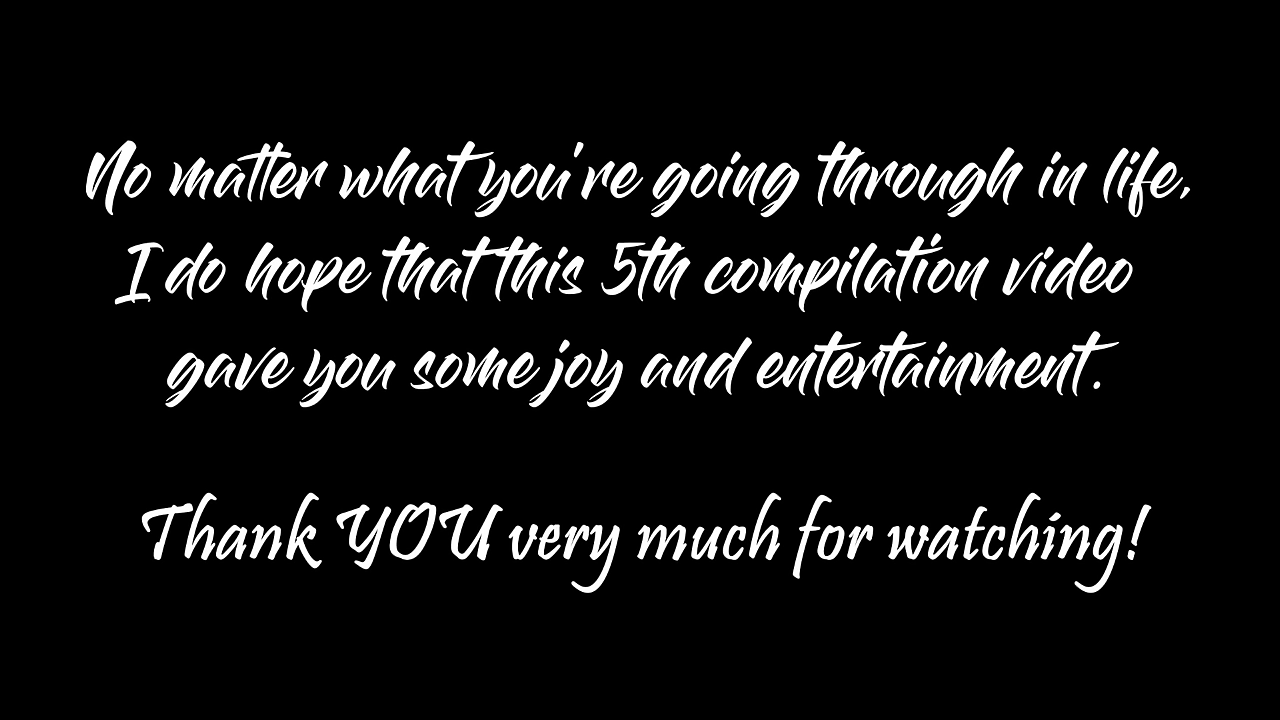 No matter what you're going through in life,
I do hope that this 5th compilation video
gave you some joy and entertainment.
Thank YOU very much for watching!